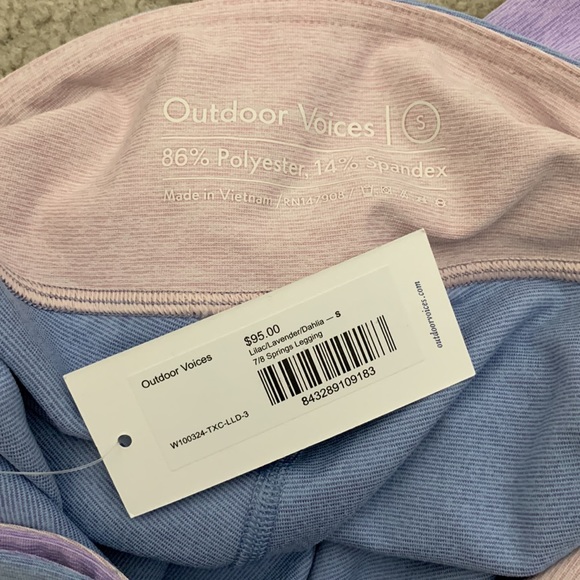 Outdoor Voices | S
86% Polyester, 14% Spandex
Made in Vietnam /
Outdoor Voices
$95.00
Lilac/Lavender/Dahlia — S
7/8 Springs Legging
W100324-TXC-LLD-3
843289109183
outdoorvoices.com